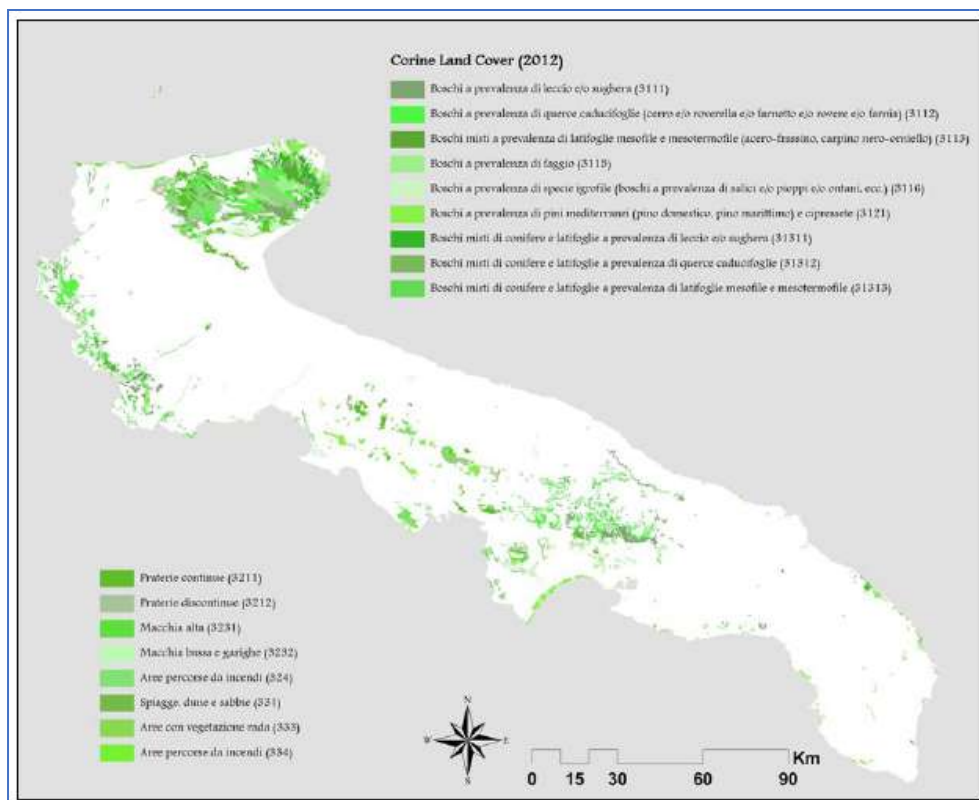 Corine Land Cover (2012)
Boschi a prevalenza di leccio e/o sughera (3111)
Boschi a prevalenza di querce caducifoglie (cerro e/o roverella e/o farnetto e/o rovere e/o farnia) (3112)
Boschi misti a prevalenza di latifoglie mesofile e mesotermofile (acero-frassino, carpino nero-orniello) (3113)
Boschi a prevalenza di faggio (3115)
Boschi a prevalenza di specie igrofile (boschi a prevalenza di salici e/o pioppi e/o ontani, ecc.) (3116)
Boschi a prevalenza di pini mediterranei (pino domestico, pino marittimo) e cipressete (3121)
Boschi misti di conifere e latifoglie a prevalenza di leccio e/o sughera (31311)
Boschi misti di conifere e latifoglie a prevalenza di querce caducifoglie (31312)
Boschi misti di conifere e latifoglie a prevalenza di latifoglie mesofile e mesotermofile (31313)
Praterie continue (3211)
Praterie discontinue (3212)
Macchia alta (3231)
Macchia bassa e garighe (3232)
Aree percorse da incendi (324)
Spiagge, dune e sabbie (331)
Aree con vegetazione rada (333)
Aree percorse da incendi (334)
N
W E
S
Km
0 15 30 60 90